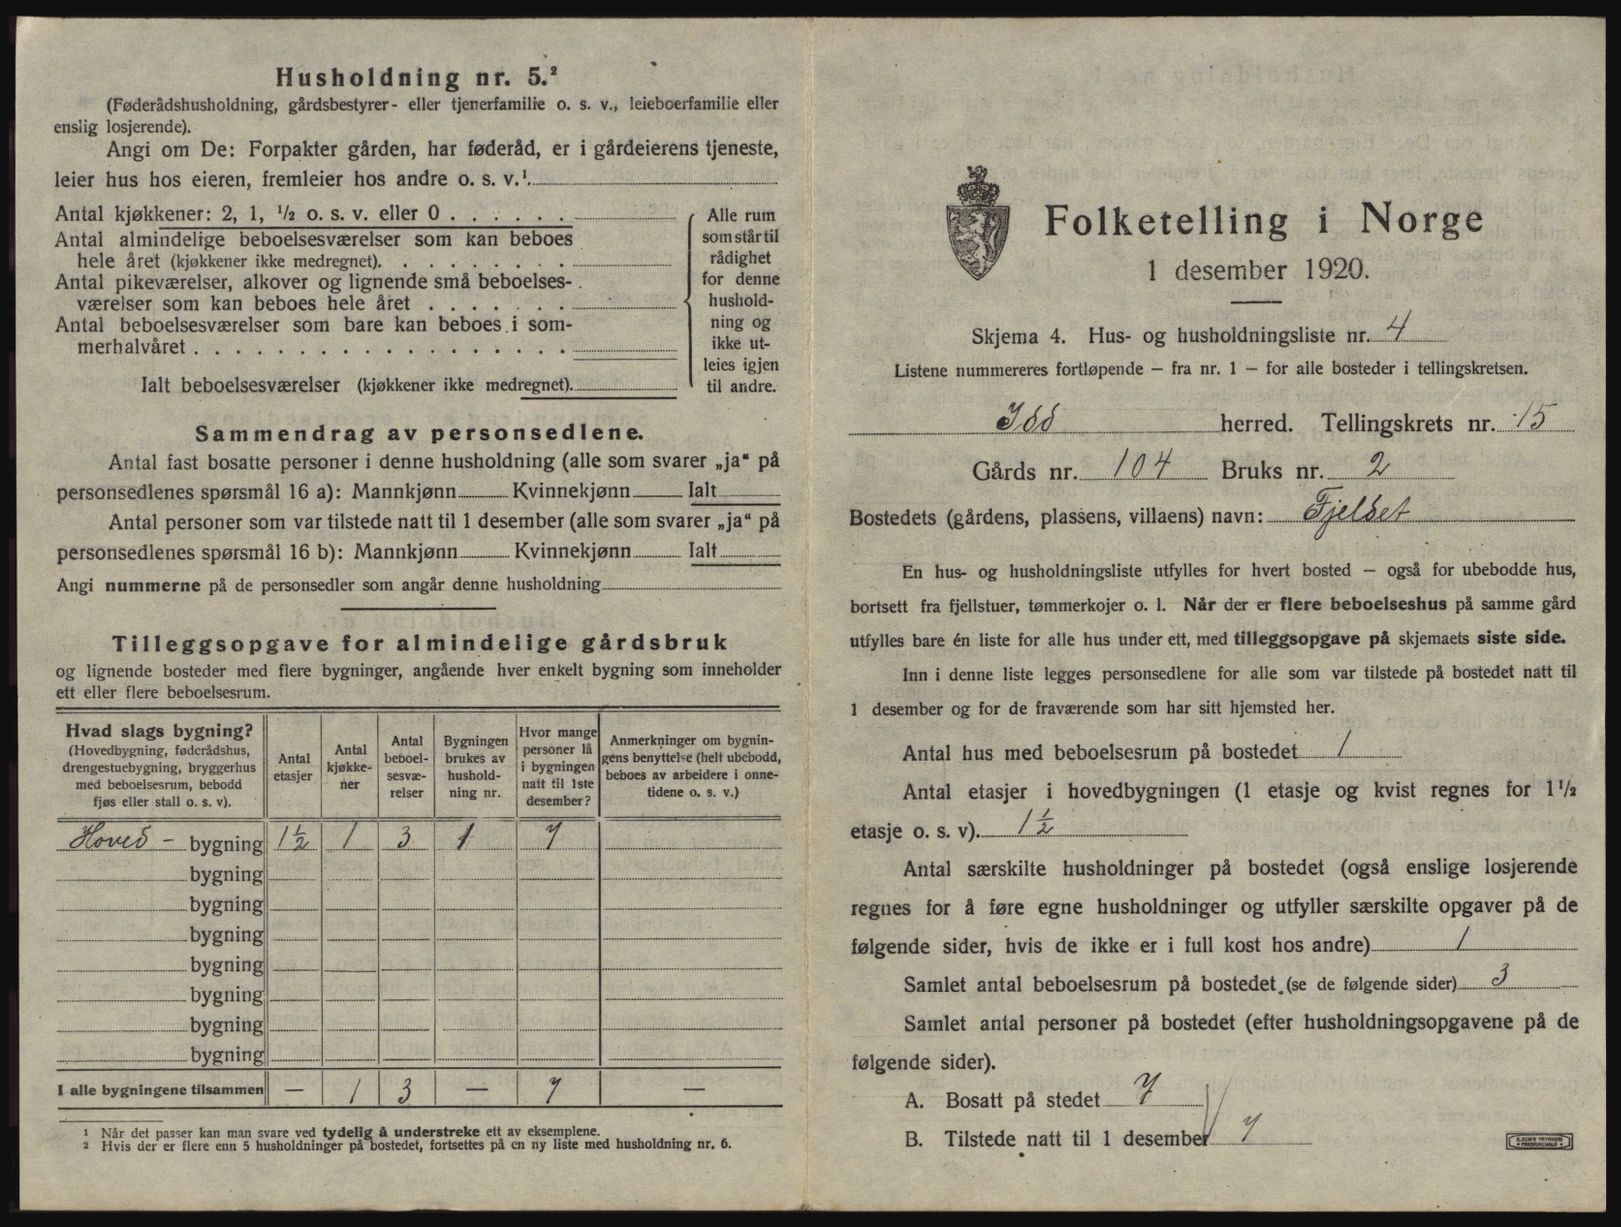 Husholdning nr. 5.²
(Føderådshusholdning, gårdsbestyrer- eller tjenerfamilie o. s. v., leieboerfamilie eller
enslig losjerende).
Angi om De: Forpakter gården, har føderåd, er i gårdeierens tjeneste,
leier hus hos eieren, fremleier hos andre o. s. v.¹.
Antal kjøkkener: 2, 1, ½ o. s. v. eller 0 . . . . . .
Antal almindelige beboelsesværelser som kan beboes
hele året (kjøkkener ikke medregnet). . . . . . . .
Antal pikeværelser, alkover og lignende små beboelses-
værelser som kan beboes hele året . . . . . . .
Antal beboelsesværelser som bare kan beboes i som-
merhalvåret . . . . . . . . . . . . . . . . . .
Ialt beboelsesværelser (kjøkkener ikke medregnet).
Alle rum
som står til
rådighet
for denne
hushold-
ning og
ikke ut-
leies igjen
til andre.
Sammendrag av personsedlene.
Antal fast bosatte personer i denne husholdning (alle som svarer „ja“ på
personsedlenes spørsmål 16 a): Mannkjønn Kvinnekjønn Ialt
Antal personer som var tilstede natt til 1 desember (alle som svarer „ja“ på
personsedlenes spørsmål 16 b): Mannkjønn Kvinnekjønn Ialt
Angi nummerne på de personsedler som angår denne husholdning
Tilleggsopgave for almindelige gårdsbruk
og lignende bosteder med flere bygninger, angående hver enkelt bygning som inneholder
ett eller flere beboelsesrum.
Hvad slags bygning?
(Hovedbygning, føderådshus,
drengestuebygning, bryggerhus
med beboelsesrum, bebodd
fjøs eller stall o. s. v).
Antal
etasjer
Antal
kjøkke-
ner
Antal
beboel-
sesvæ-
relser
Bygningen
brukes av
hushold-
ning nr.
Hvor mange
personer lå
i bygningen
natt til 1ste
desember?
Anmerkninger om bygnin-
gens benyttelse (helt ubebodd,
beboes av arbeidere i onne-
tidene o. s. v.)
Hoved - bygning 1½ 1 3 1 7
bygning
bygning
bygning
bygning
bygning
bygning
bygning
I alle bygningene tilsammen — 1 3 — 7 —
¹ Når det passer kan man svare ved tydelig å understreke ett av eksemplene.
² Hvis der er flere enn 5 husholdninger på bostedet, fortsettes på en ny liste med husholdning nr. 6.
Folketelling i Norge
1 desember 1920.
Skjema 4. Hus- og husholdningsliste nr. 4
Listene nummereres fortløpende — fra nr. 1 — for alle bosteder i tellingskretsen.
Idd herred. Tellingskrets nr. 15
Gårds nr. 104 Bruks nr. 2
Bostedets (gårdens, plassens, villaens) navn: Fjeldet
En hus- og husholdningsliste utfylles for hvert bosted — også for ubebodde hus,
bortsett fra fjellstuer, tømmerkojer o. l. Når der er flere beboelseshus på samme gård
utfylles bare én liste for alle hus under ett, med tilleggsopgave på skjemaets siste side.
Inn i denne liste legges personsedlene for alle som var tilstede på bostedet natt til
1 desember og for de fraværende som har sitt hjemsted her.
Antal hus med beboelsesrum på bostedet 1
Antal etasjer i hovedbygningen (1 etasje og kvist regnes for 1½
etasje o. s. v). 1½
Antal særskilte husholdninger på bostedet (også enslige losjerende
regnes for å føre egne husholdninger og utfyller særskilte opgaver på de
følgende sider, hvis de ikke er i full kost hos andre) 1
Samlet antal beboelsesrum på bostedet (se de følgende sider) 3
Samlet antal personer på bostedet (efter husholdningsopgavene på de
følgende sider).
A. Bosatt på stedet 7
B. Tilstede natt til 1 desember 7